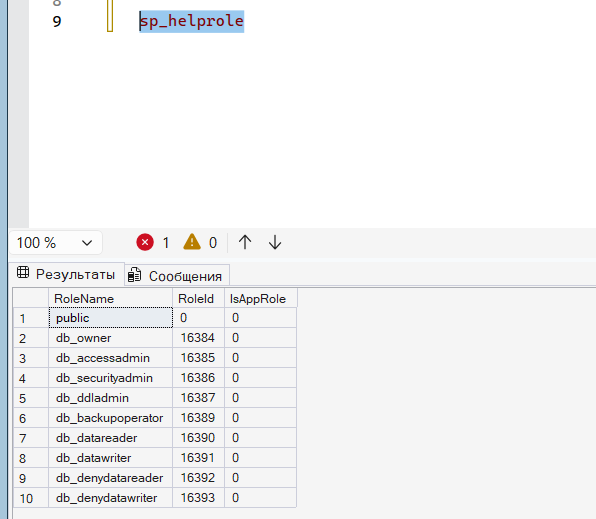 8
9 sp_helprole
100 % 1 0
Результаты Сообщения
RoleName RoleId IsAppRole
1 public 0 0
2 db_owner 16384 0
3 db_accessadmin 16385 0
4 db_securityadmin 16386 0
5 db_ddladmin 16387 0
6 db_backupoperator 16389 0
7 db_datareader 16390 0
8 db_datawriter 16391 0
9 db_denydatareader 16392 0
10 db_denydatawriter 16393 0